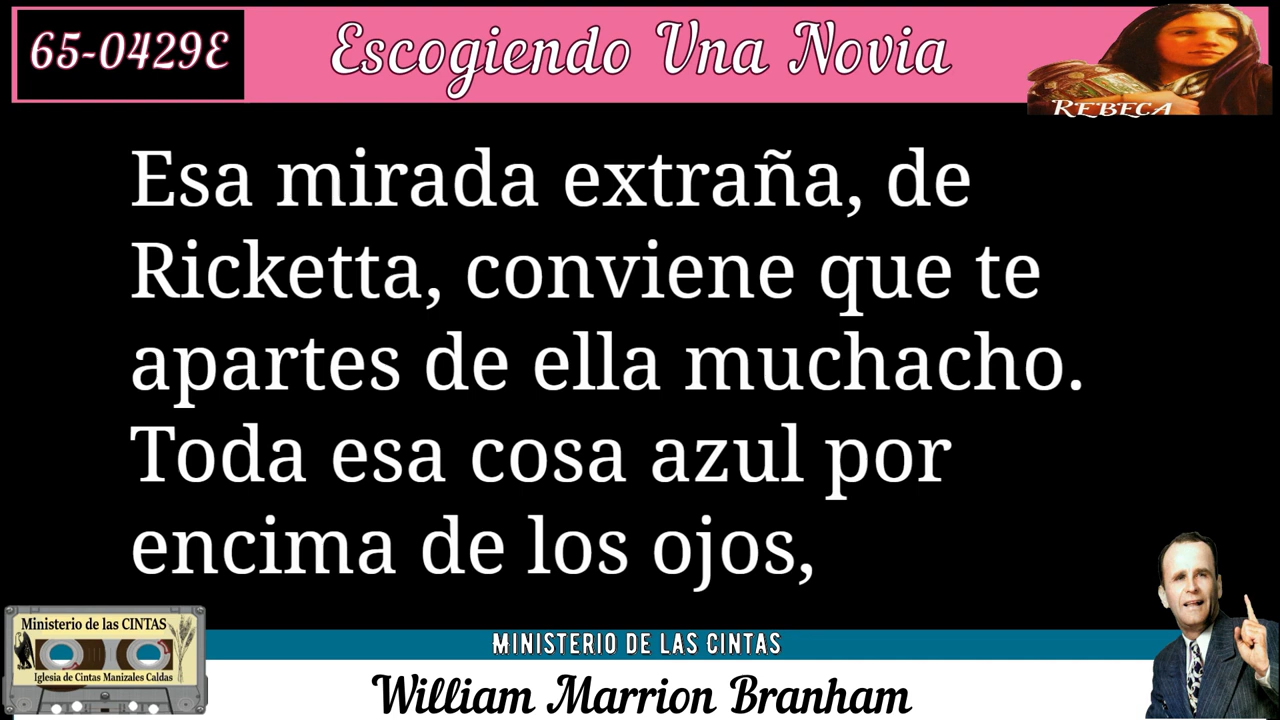 65-0429E
Escogiendo Una Novia
REBECA
Esa mirada extraña, de
Ricketta, conviene que te
apartes de ella muchacho.
Toda esa cosa azul por
encima de los ojos,
Ministerio de las CINTAS
Iglesia de Cintas Manizales Caldas
MINISTERIO DE LAS CINTAS
William Marrion Branham